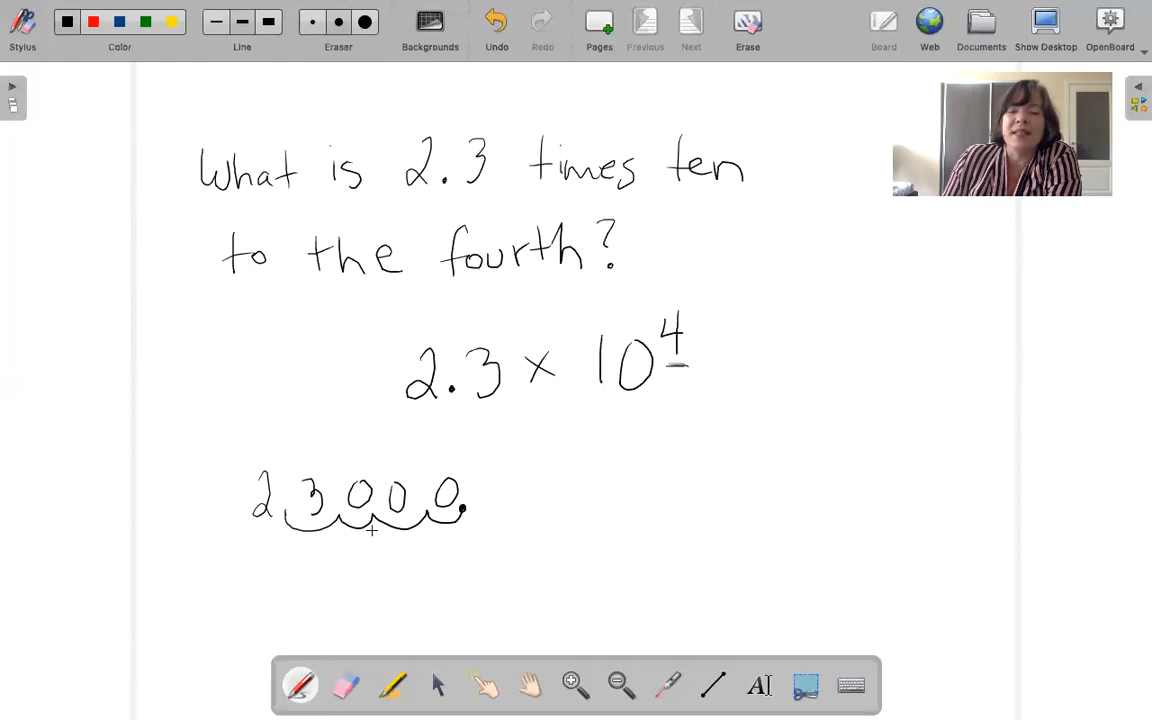 Stylus
Color
Line
Eraser
Backgrounds
Undo
Redo
Pages
Previous
Next
Erase
Board
Web
Documents
Show Desktop
OpenBoard
What is 2.3 times ten
to the fourth?
2.3 × 10⁴
23000.
A